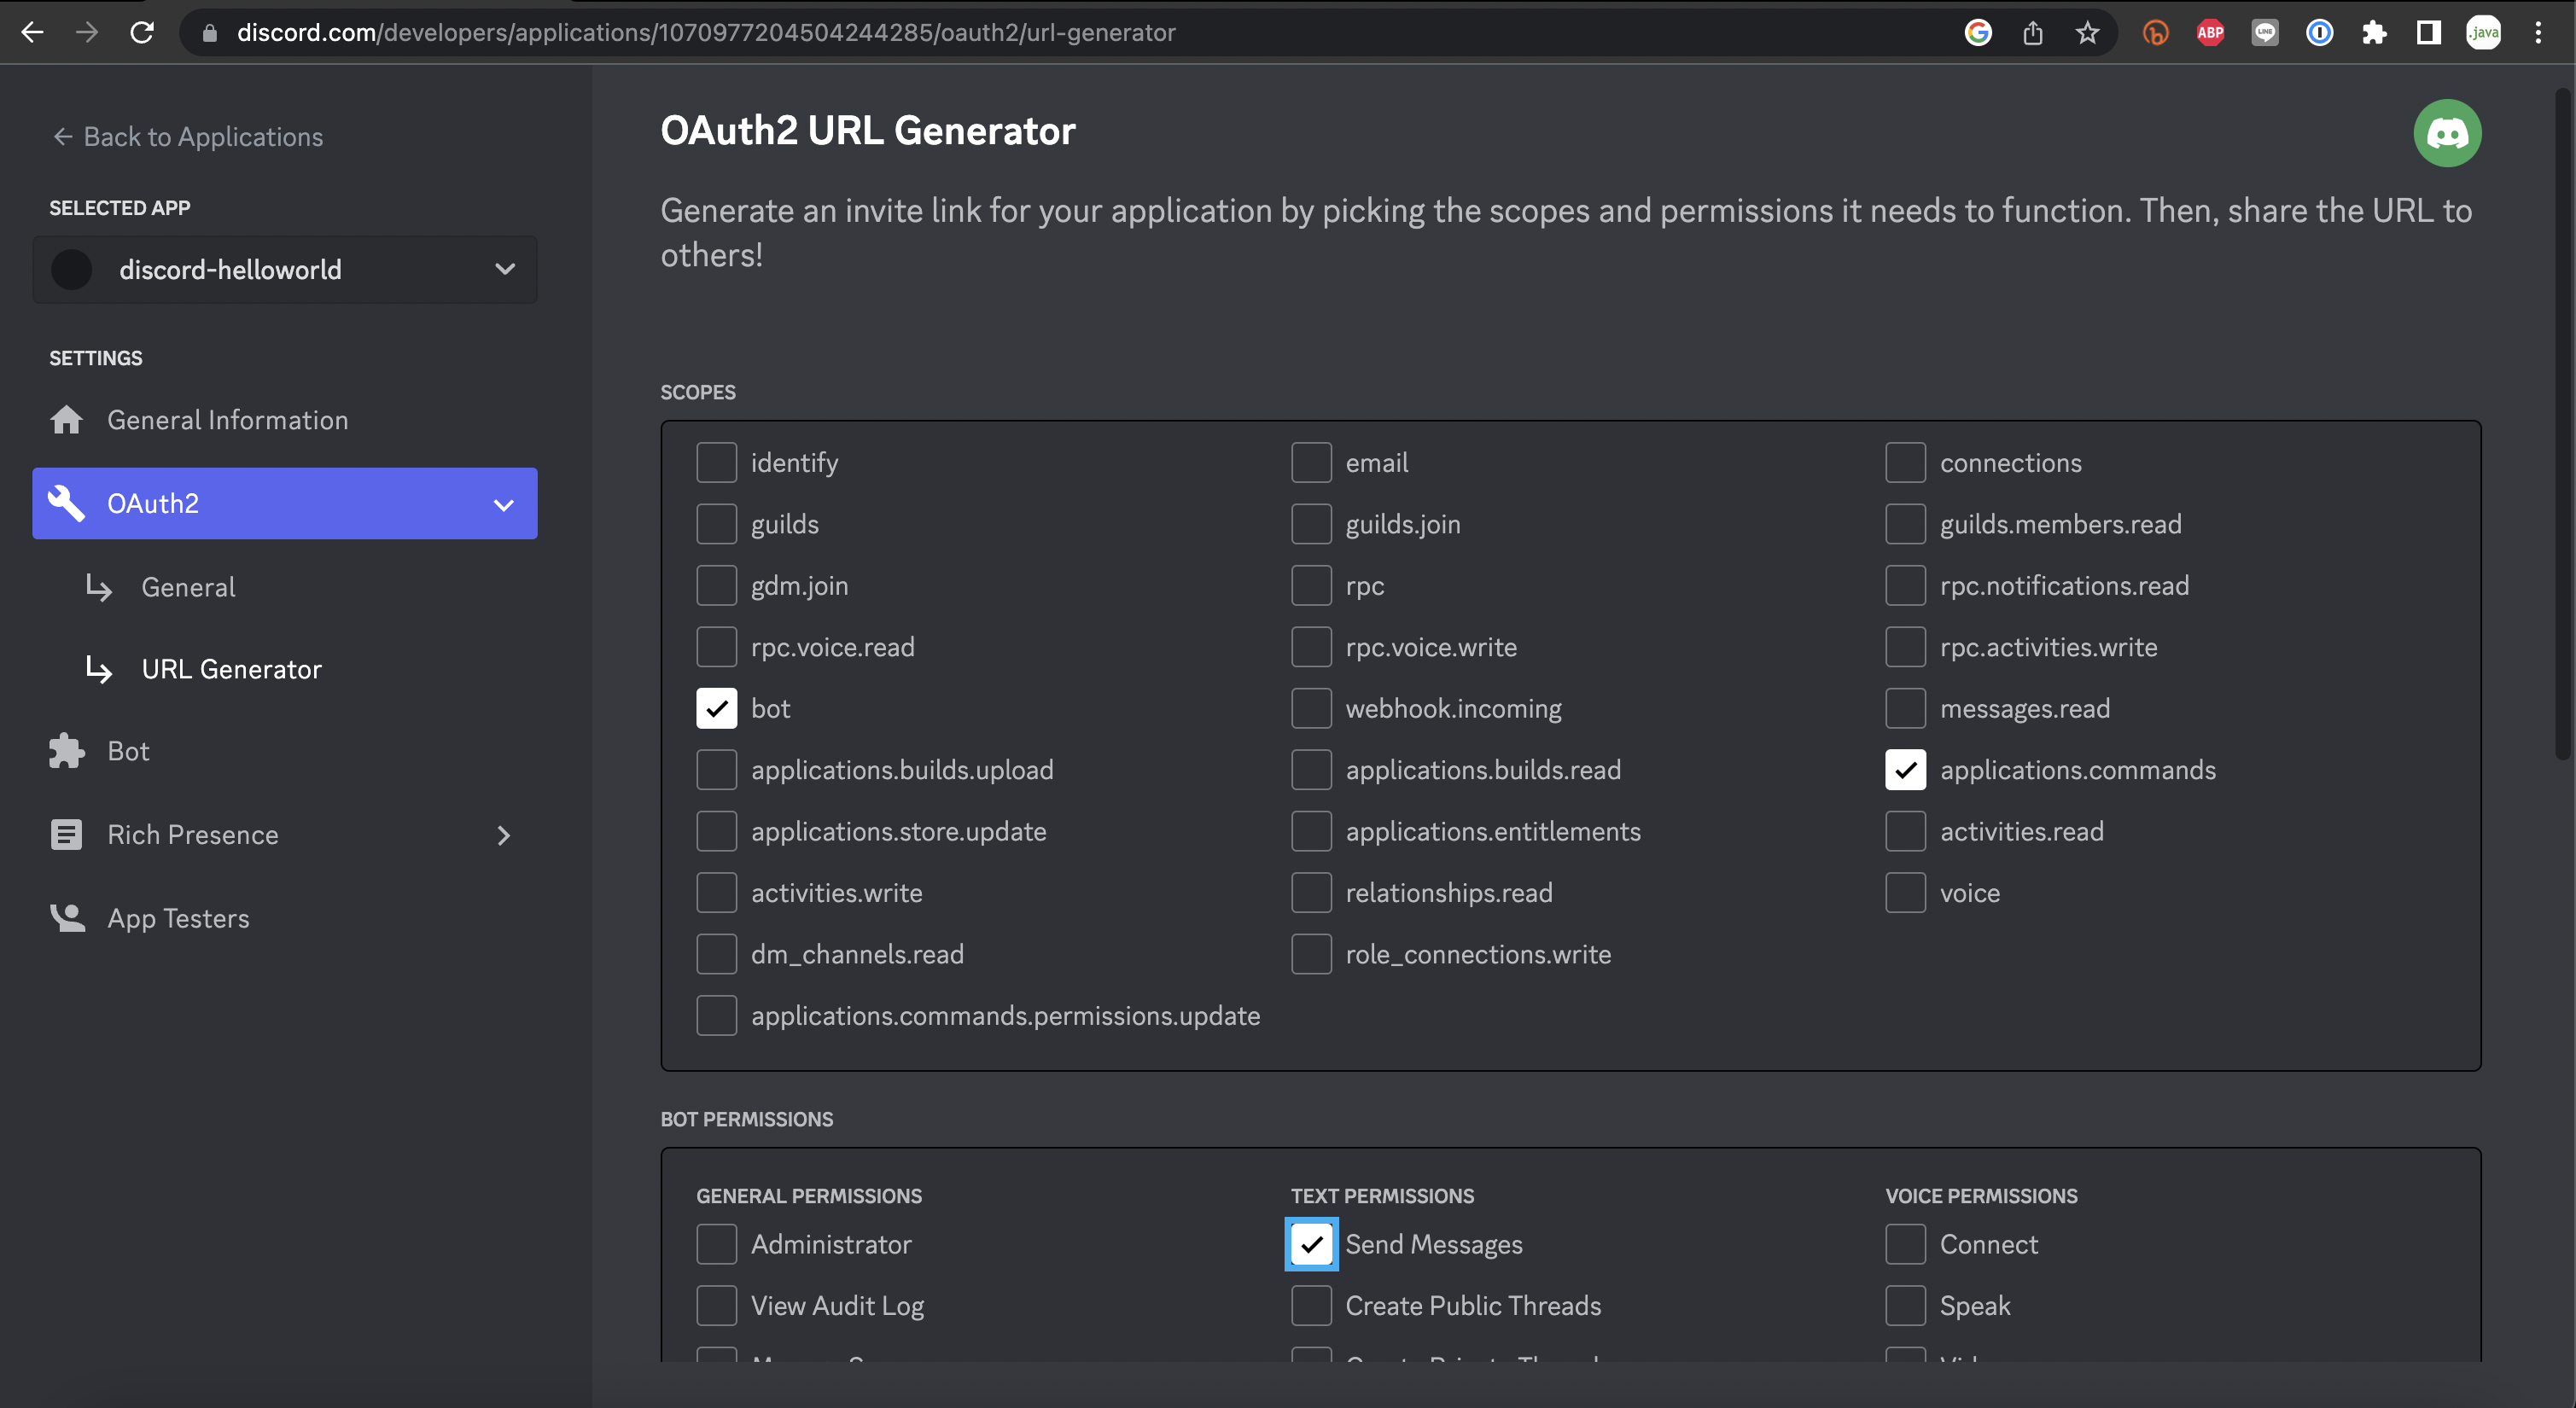 discord.com/developers/applications/1070977204504244285/oauth2/url-generator
ABP
LINE
.java
Back to Applications
SELECTED APP
discord-helloworld
SETTINGS
General Information
OAuth2
General
URL Generator
Bot
Rich Presence
App Testers
OAuth2 URL Generator
Generate an invite link for your application by picking the scopes and permissions it needs to function. Then, share the URL to
others!
SCOPES
identify email connections
guilds guilds.join guilds.members.read
gdm.join rpc rpc.notifications.read
rpc.voice.read rpc.voice.write rpc.activities.write
bot webhook.incoming messages.read
applications.builds.upload applications.builds.read applications.commands
applications.store.update applications.entitlements activities.read
activities.write relationships.read voice
dm_channels.read role_connections.write
applications.commands.permissions.update
BOT PERMISSIONS
GENERAL PERMISSIONS TEXT PERMISSIONS VOICE PERMISSIONS
Administrator Send Messages Connect
View Audit Log Create Public Threads Speak